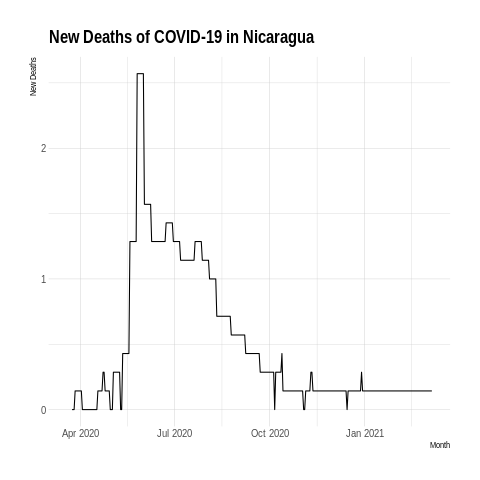 New Deaths of COVID-19 in Nicaragua
New Deaths
2
1
0
Apr 2020 Jul 2020 Oct 2020 Jan 2021
Month